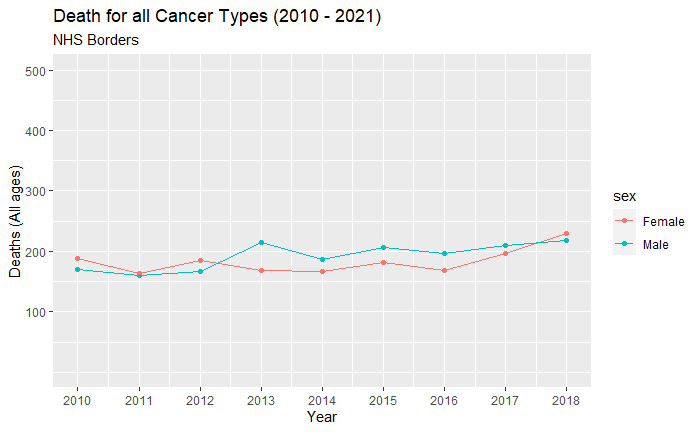 Death for all Cancer Types (2010 - 2021)
NHS Borders
500
400
300
200
100
Deaths (All ages)
2010 2011 2012 2013 2014 2015 2016 2017 2018
Year
sex
Female
Male